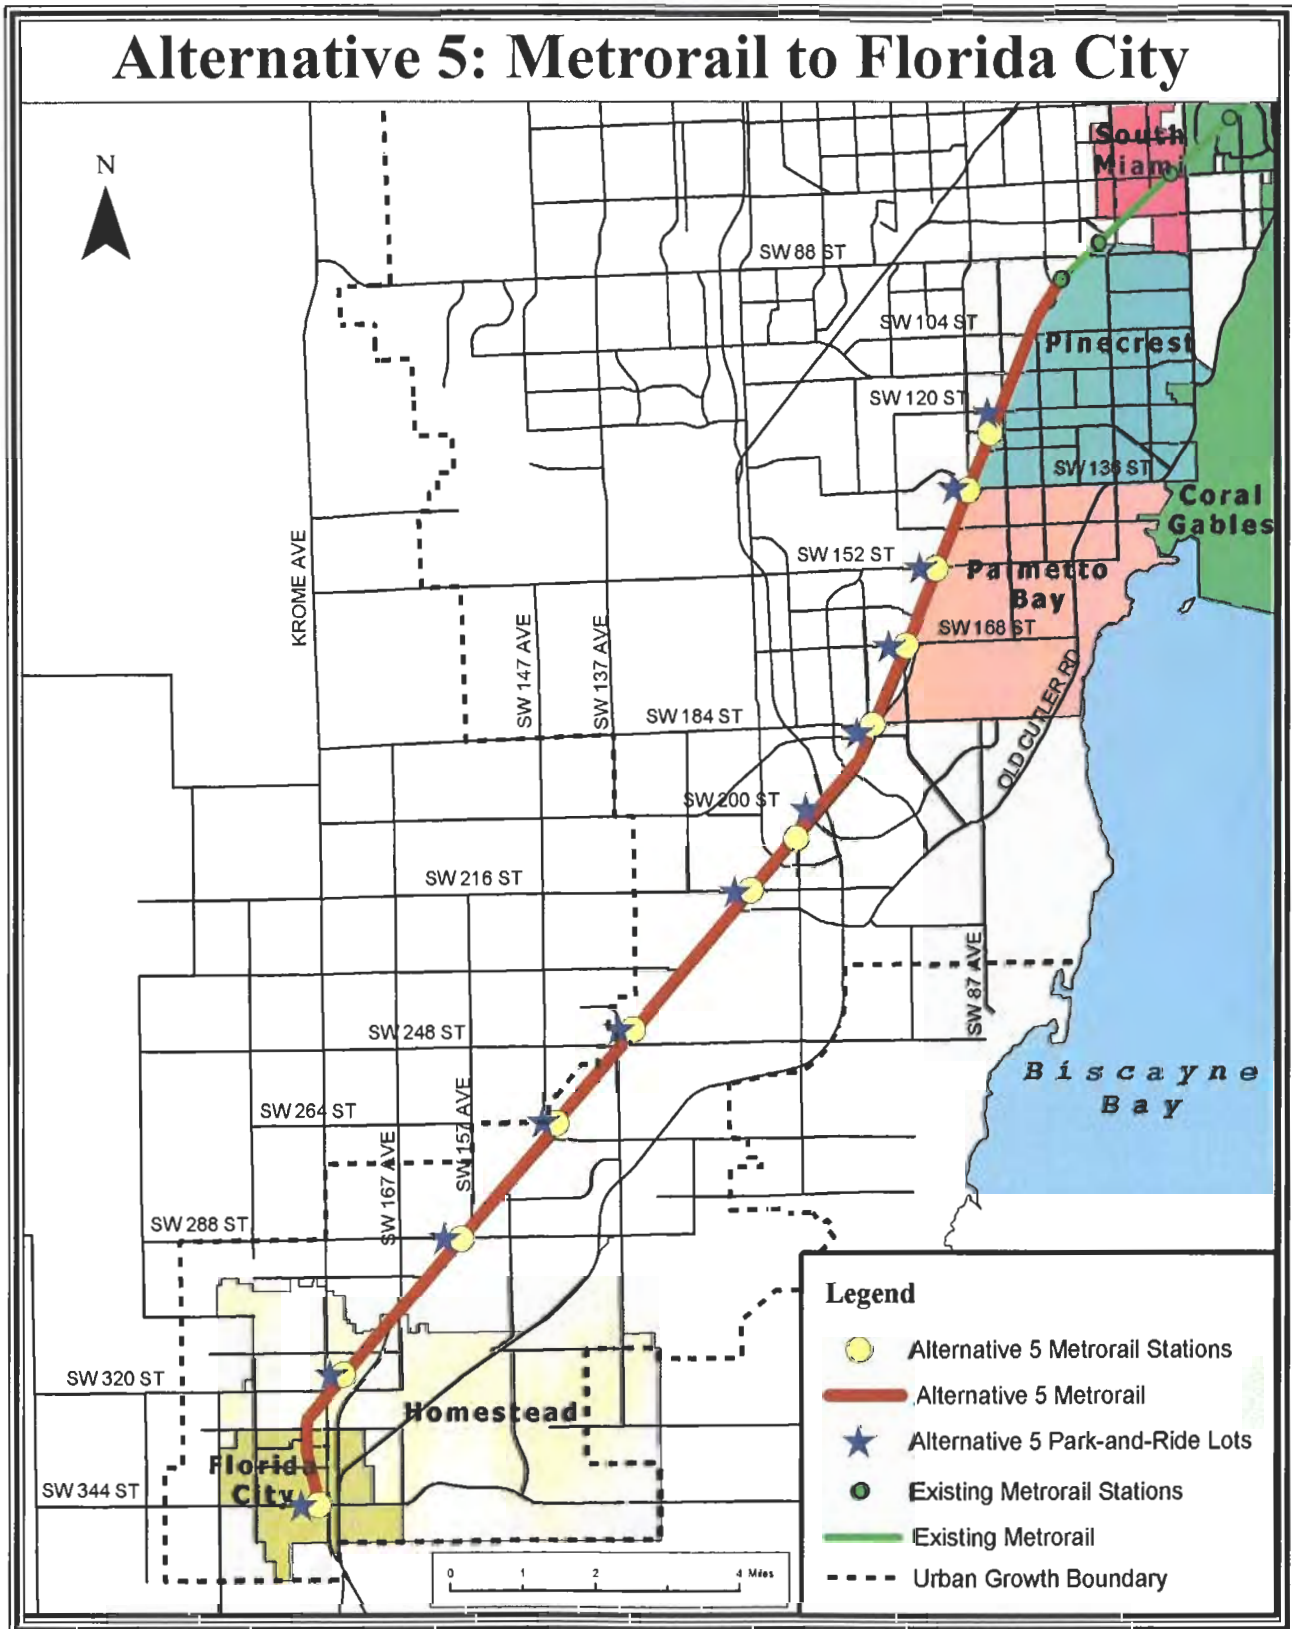 Alternative 5: Metrorail to Florida City
N
South
Miami
SW 88 ST
SW 104 ST
Pinecrest
SW 120 ST
SW 136 ST
Coral
Gables
KROME AVE
SW 152 ST
Palmetto
Bay
SW 147 AVE
SW 137 AVE
SW 168 ST
OLD CUTLER RD
SW 184 ST
SW 200 ST
SW 216 ST
SW 87 AVE
SW 248 ST
Biscayne
Bay
SW 264 ST
SW 157 AVE
SW 167 AVE
SW 288 ST
SW 320 ST
Homestead
Florida
City
SW 344 ST
Legend
Alternative 5 Metrorail Stations
Alternative 5 Metrorail
Alternative 5 Park-and-Ride Lots
Existing Metrorail Stations
Existing Metrorail
Urban Growth Boundary
0 1 2 4 Miles